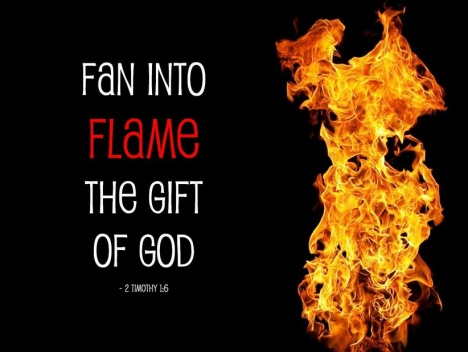 FAN INTO
FLAME
THE GIFT
OF GOD
- 2 TIMOTHY 1:6